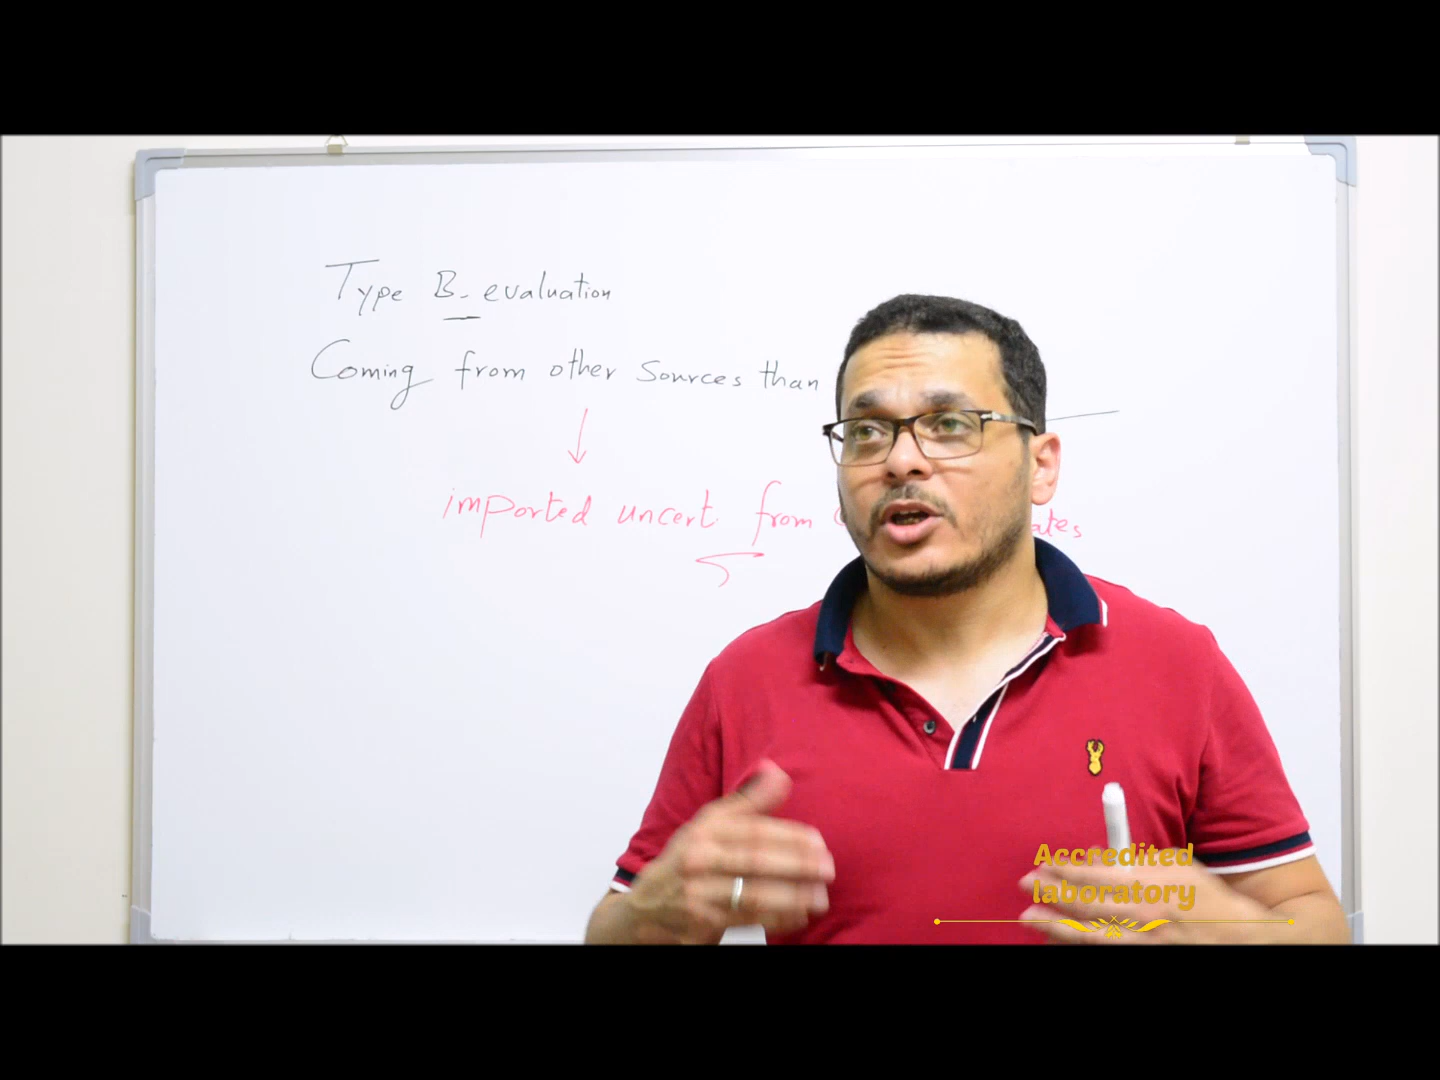 Type B- evaluation
Coming from other sources than
imported uncert. from
Accredited
laboratory